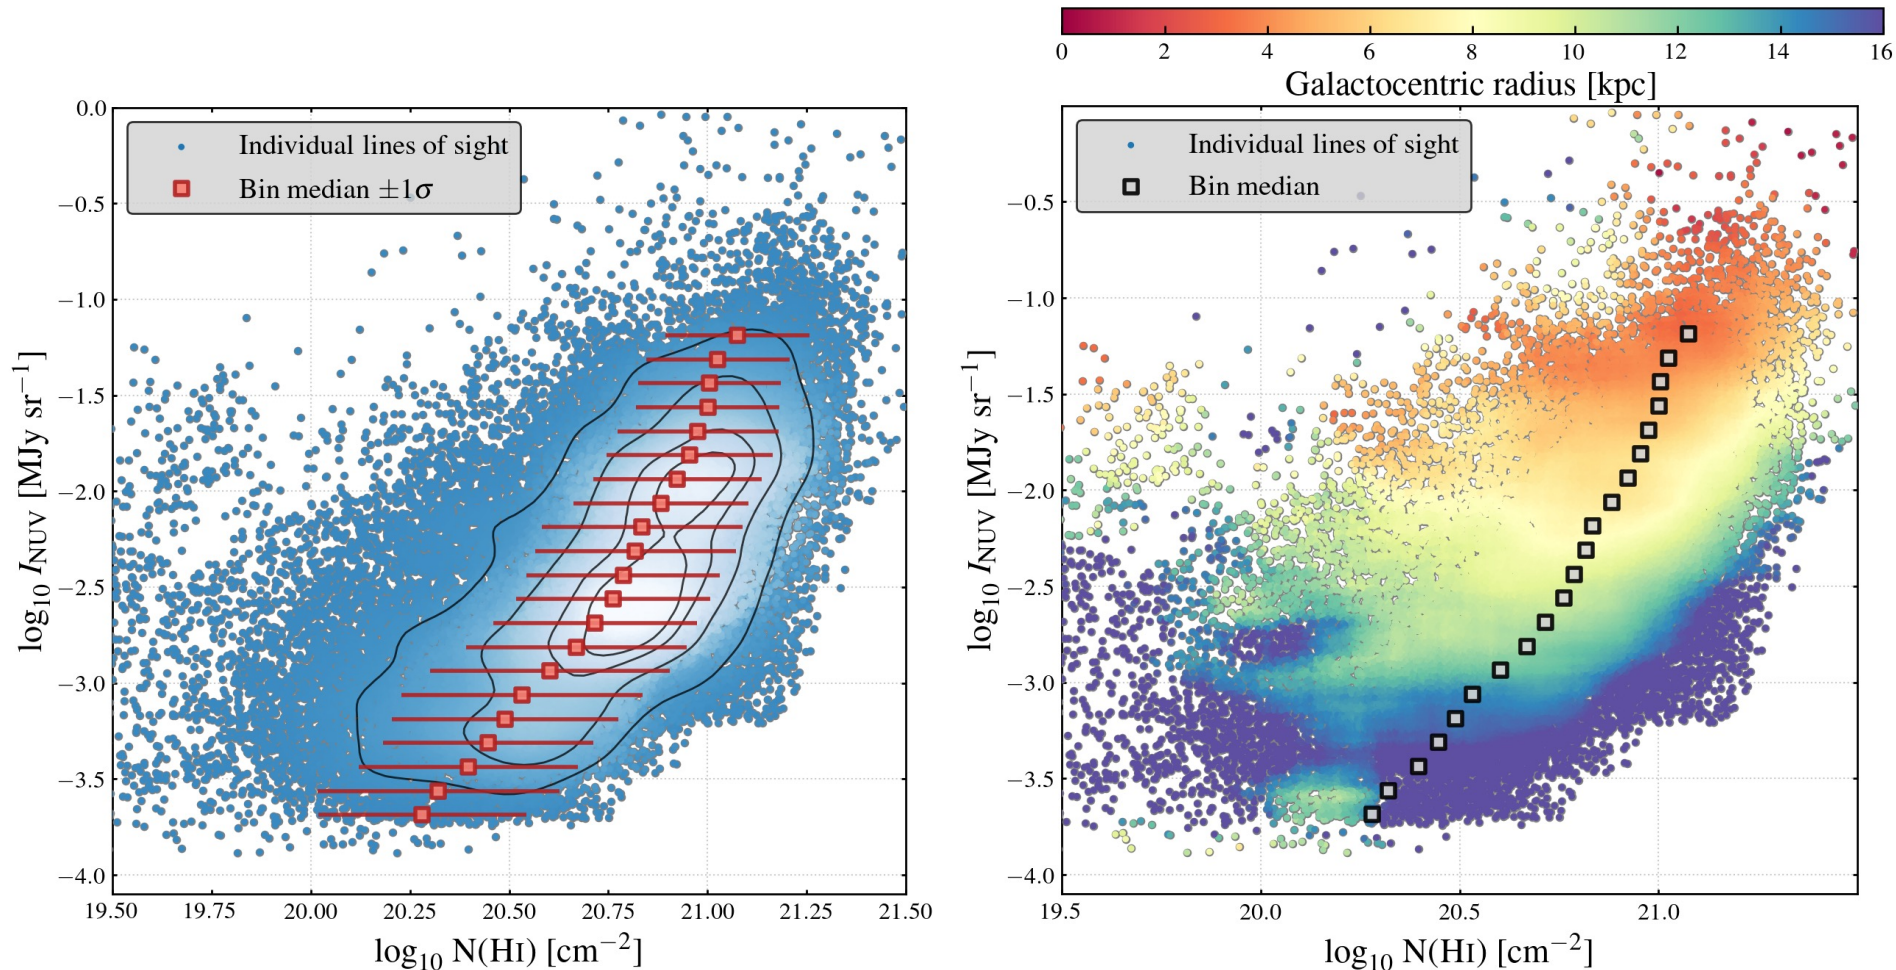 0 2 4 6 8 10 12 14 16
Galactocentric radius [kpc]
Individual lines of sight
Bin median ±1σ
0.0
−0.5
−1.0
−1.5
−2.0
−2.5
−3.0
−3.5
−4.0
log₁₀ I_NUV [MJy sr⁻¹]
19.50 19.75 20.00 20.25 20.50 20.75 21.00 21.25 21.50
log₁₀ N(HI) [cm⁻²]
Individual lines of sight
Bin median
−0.5
−1.0
−1.5
−2.0
−2.5
−3.0
−3.5
−4.0
log₁₀ I_NUV [MJy sr⁻¹]
19.5 20.0 20.5 21.0
log₁₀ N(HI) [cm⁻²]